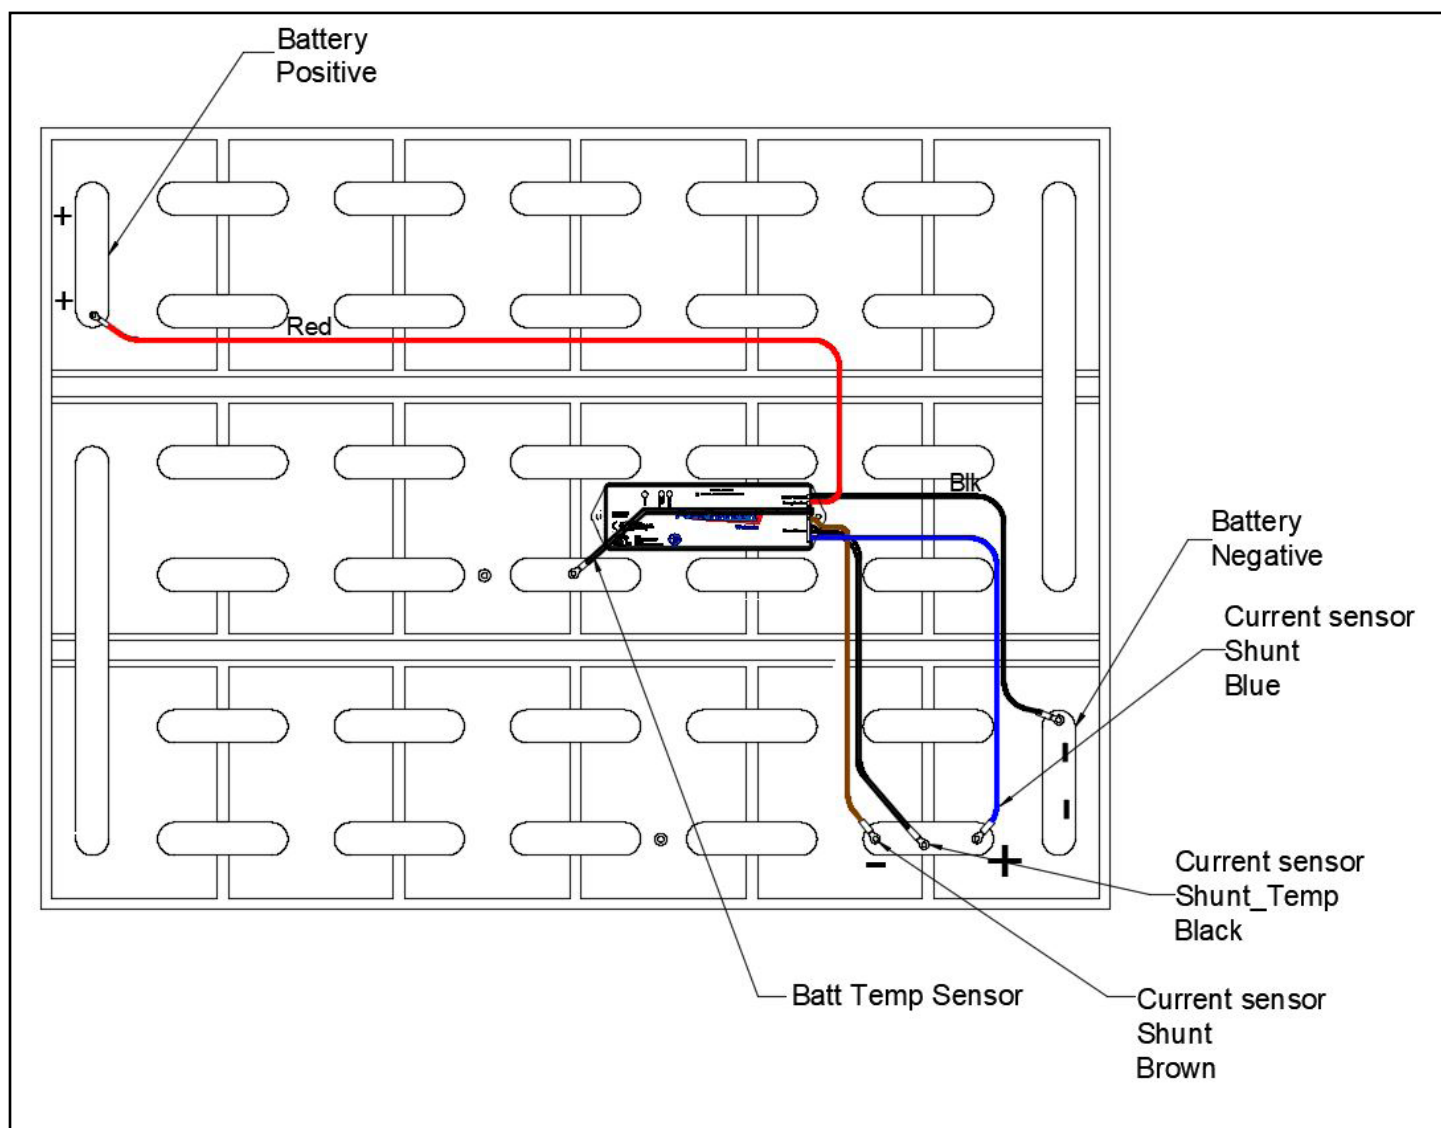 Battery
Positive
+
+
Red
Blk
Battery
Negative
Current sensor
Shunt
Blue
-
-
- +
Current sensor
Shunt_Temp
Black
Batt Temp Sensor
Current sensor
Shunt
Brown